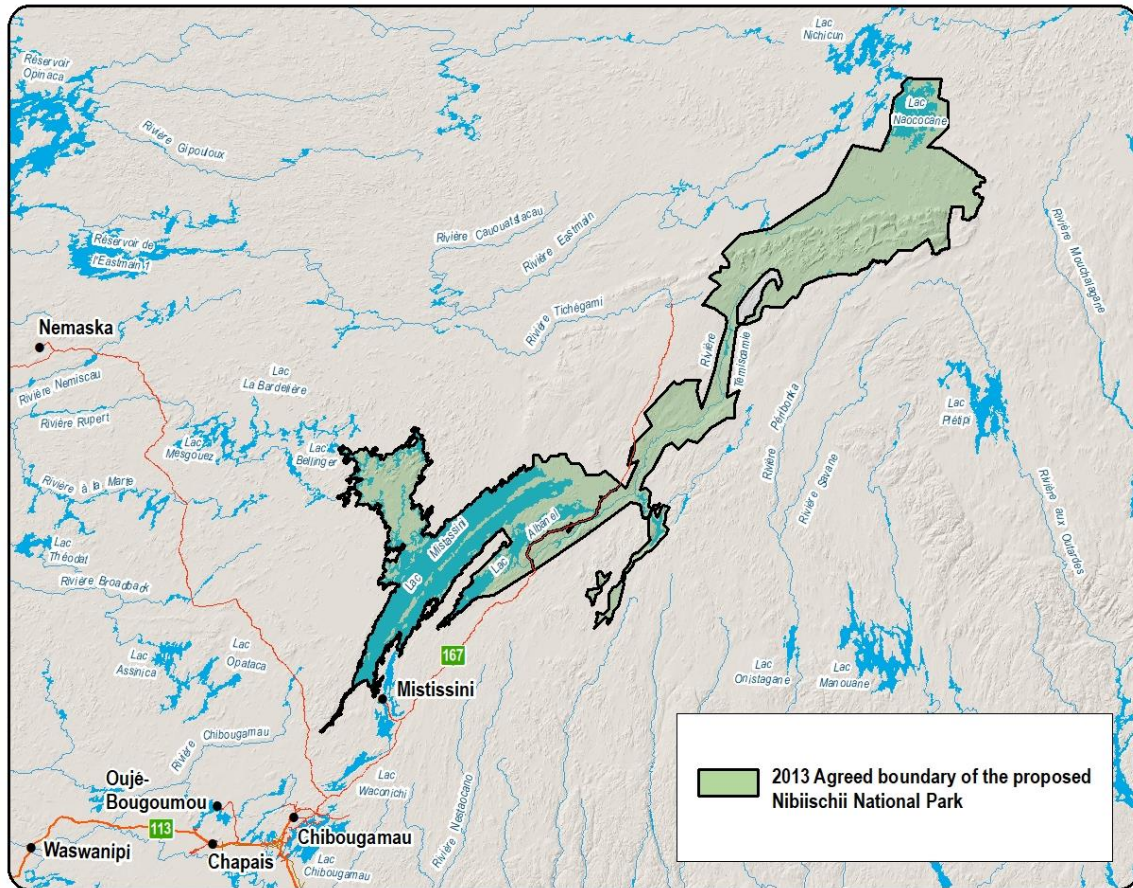 Lac
Nichicun
Réservoir
Opinaca
Lac
Naococane
Rivière Gipouloux
Rivière Mouchalagane
Rivière Cauouatstacau
Rivière Eastmain
Réservoir de
l'Eastmain 1
Rivière Tichégami
Nemaska
Rivière
Témiscamie
Rivière Nemiscau
Lac
La Bardelière
Rivière Péribonka
Lac
Plétipi
Rivière Rupert
Lac
Mesgouez
Lac
Bellinger
Rivière Savane
Rivière à la Marte
Rivière aux Outardes
Lac Mistassini
Lac Albanel
Lac
Théodat
Rivière Broadback
Lac
Assinica
Lac
Opataca
167
Lac
Onistagane
Lac
Manouane
Mistissini
Rivière Chibougamau
Lac
Waconichi
Rivière Nestaocano
Oujé-
Bougoumou
2013 Agreed boundary of the proposed
Nibiischii National Park
113
Chibougamau
Waswanipi
Chapais
Lac
Chibougamau